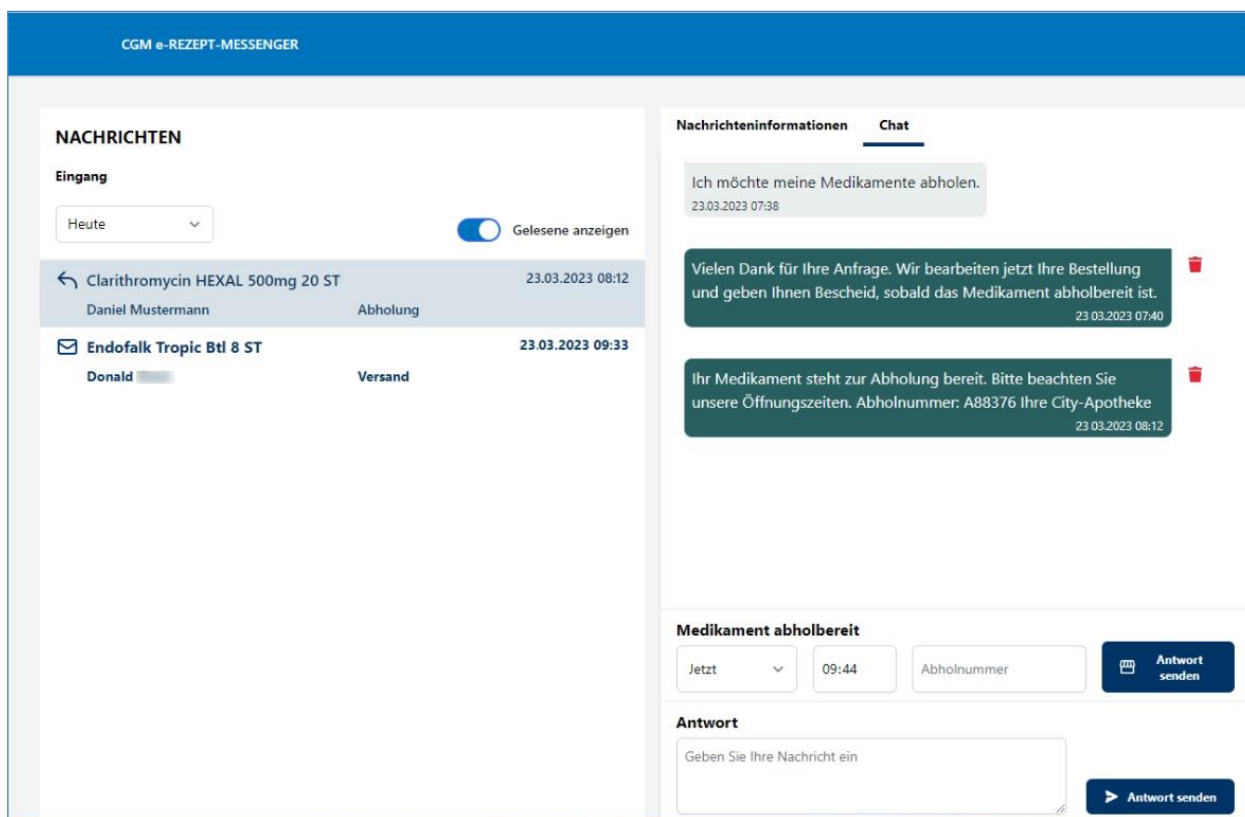 CGM e-REZEPT-MESSENGER
NACHRICHTEN
Eingang
Heute
Gelesene anzeigen
Clarithromycin HEXAL 500mg 20 ST 23.03.2023 08:12
Daniel Mustermann Abholung
Endofalk Tropic Btl 8 ST 23.03.2023 09:33
Donald Versand
Nachrichteninformationen Chat
Ich möchte meine Medikamente abholen.
23.03.2023 07:38
Vielen Dank für Ihre Anfrage. Wir bearbeiten jetzt Ihre Bestellung
und geben Ihnen Bescheid, sobald das Medikament abholbereit ist.
23.03.2023 07:40
Ihr Medikament steht zur Abholung bereit. Bitte beachten Sie
unsere Öffnungszeiten. Abholnummer: A88376 Ihre City-Apotheke
23.03.2023 08:12
Medikament abholbereit
Jetzt 09:44 Abholnummer Antwort
senden
Antwort
Geben Sie Ihre Nachricht ein
Antwort senden